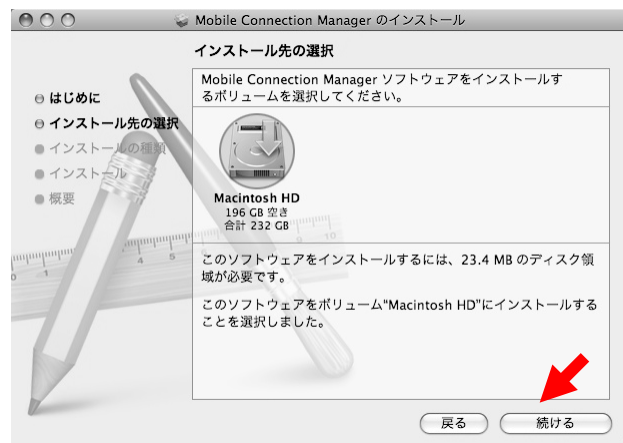 Mobile Connection Manager のインストール
インストール先の選択
はじめに
インストール先の選択
インストールの種類
インストール
概要
Mobile Connection Manager ソフトウェアをインストールす
るボリュームを選択してください。
Macintosh HD
196 GB 空き
合計 232 GB
このソフトウェアをインストールするには、23.4 MB のディスク領
域が必要です。
このソフトウェアをボリューム“Macintosh HD”にインストールする
ことを選択しました。
0 1 4 5 9 10
戻る
続ける